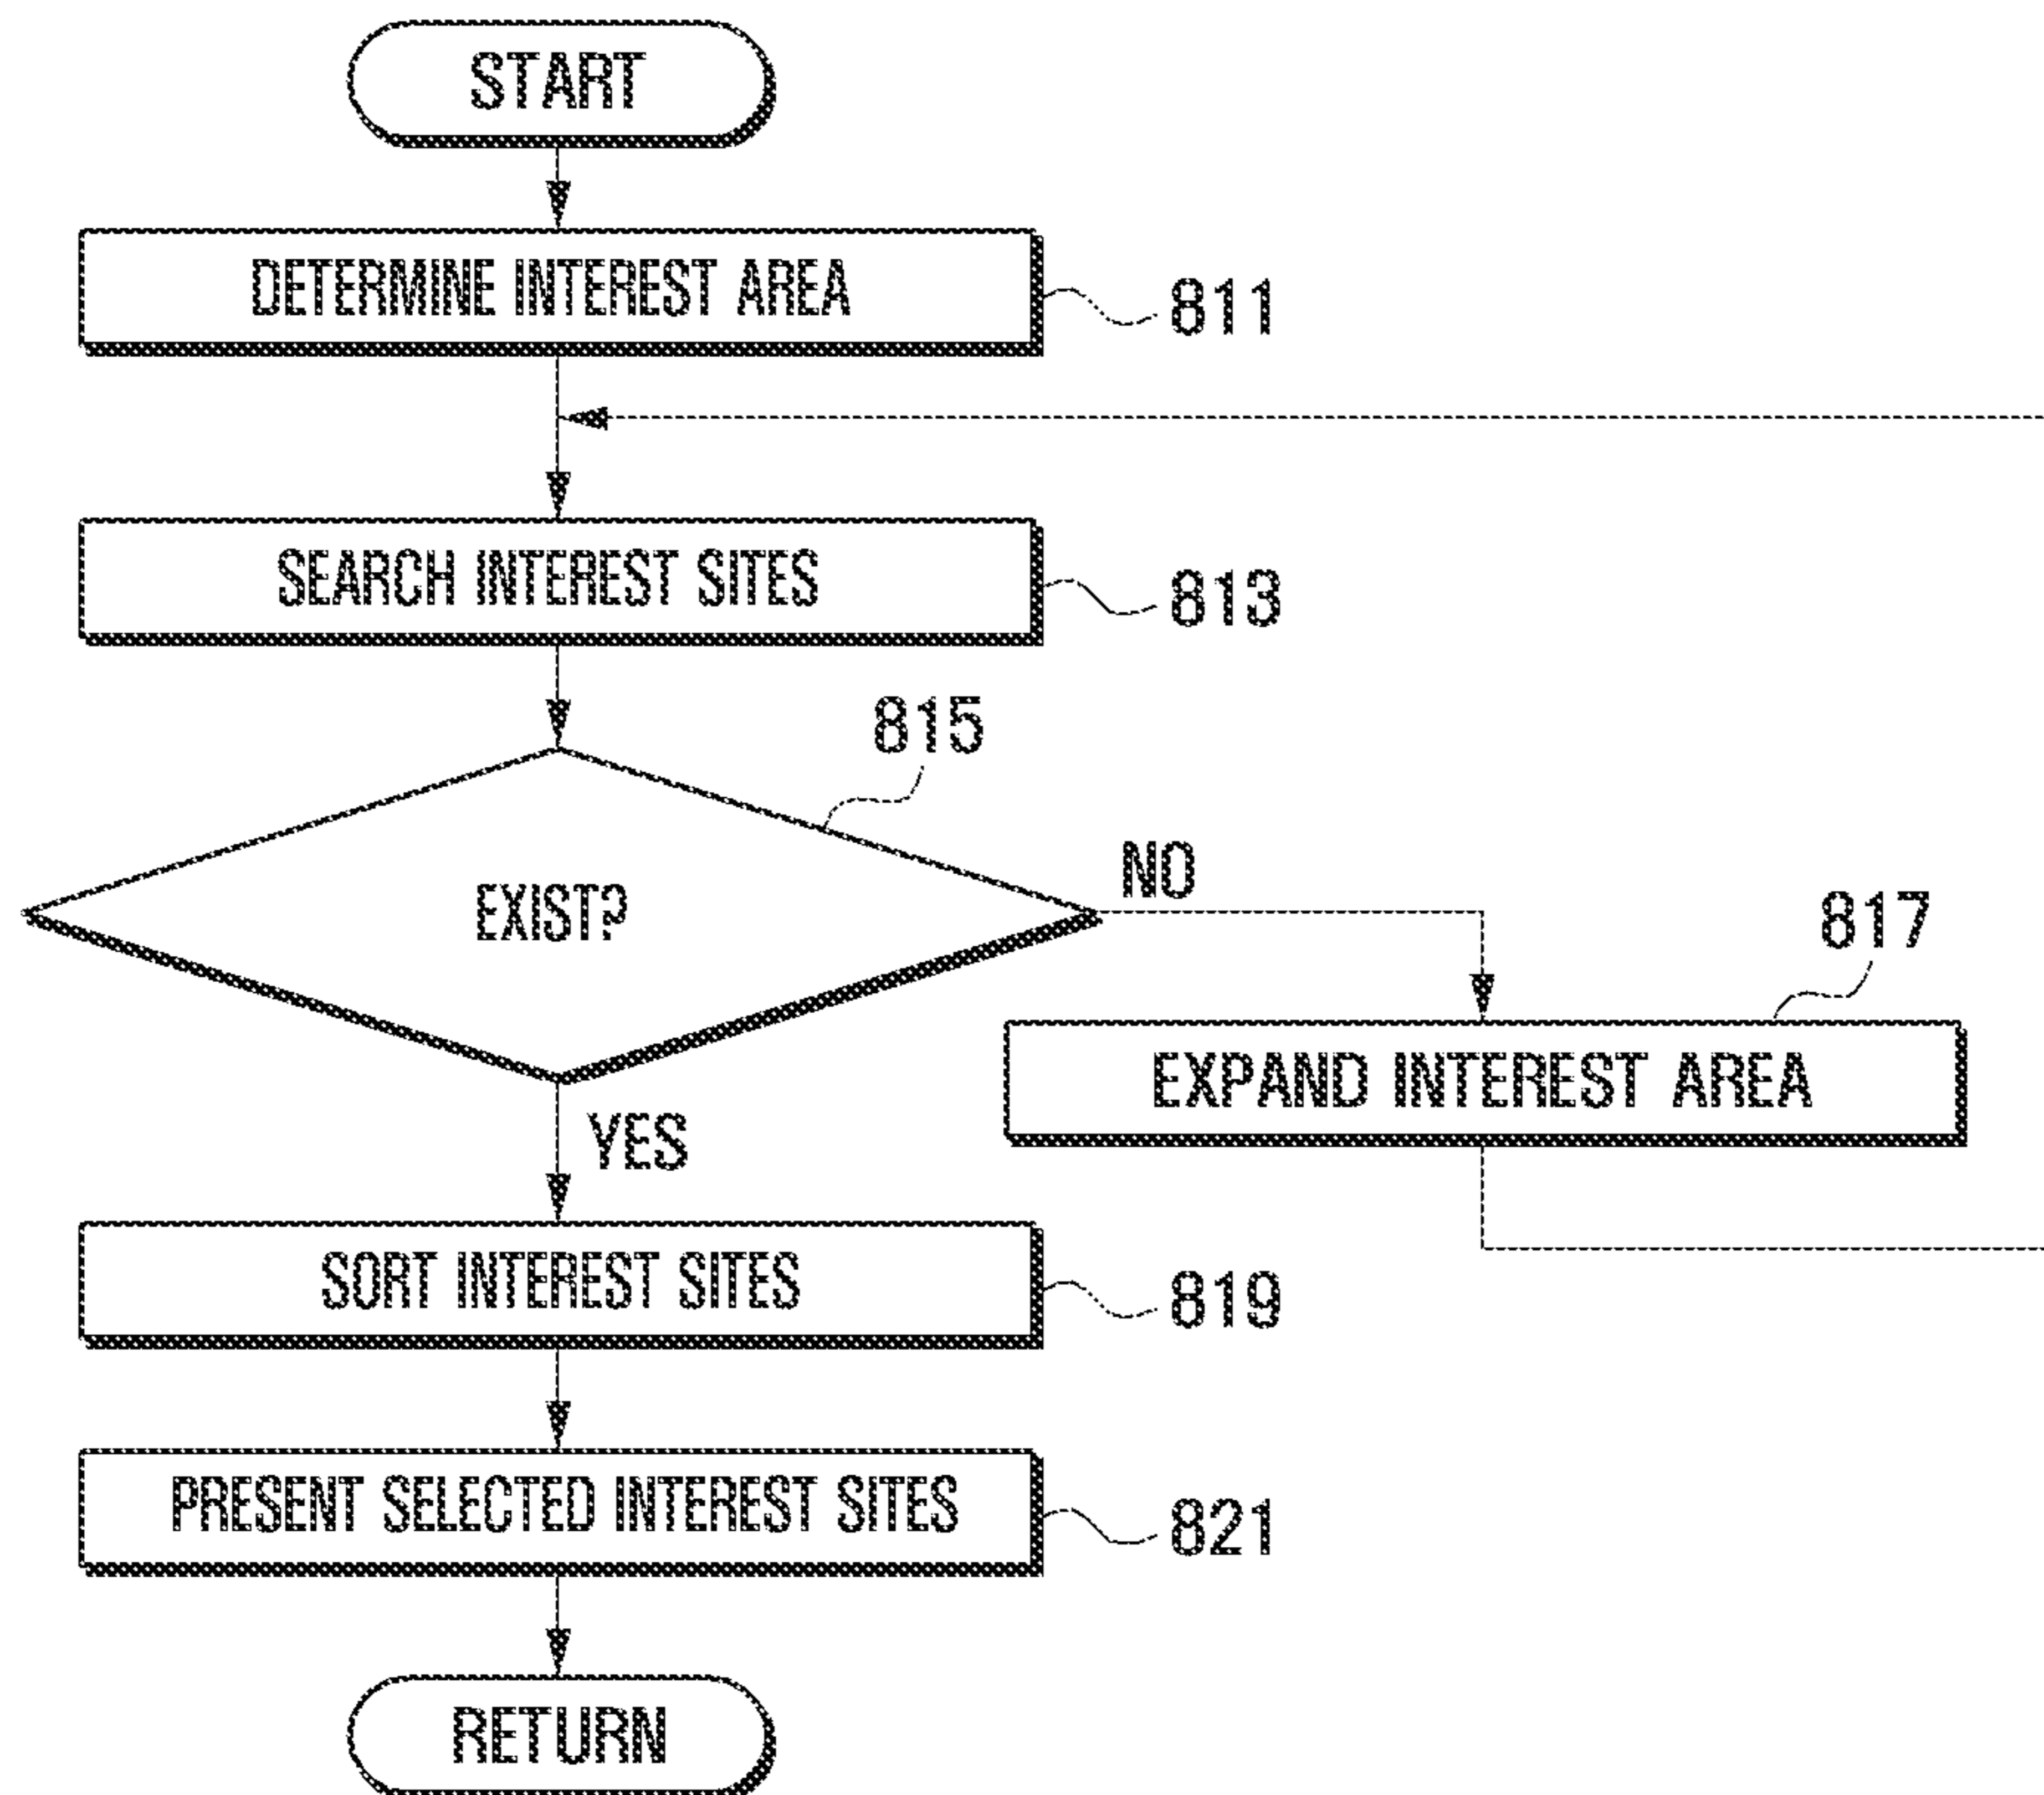 START
DETERMINE INTEREST AREA
811
SEARCH INTEREST SITES
813
815
EXIST?
NO
817
EXPAND INTEREST AREA
YES
SORT INTEREST SITES
819
PRESENT SELECTED INTEREST SITES
821
RETURN